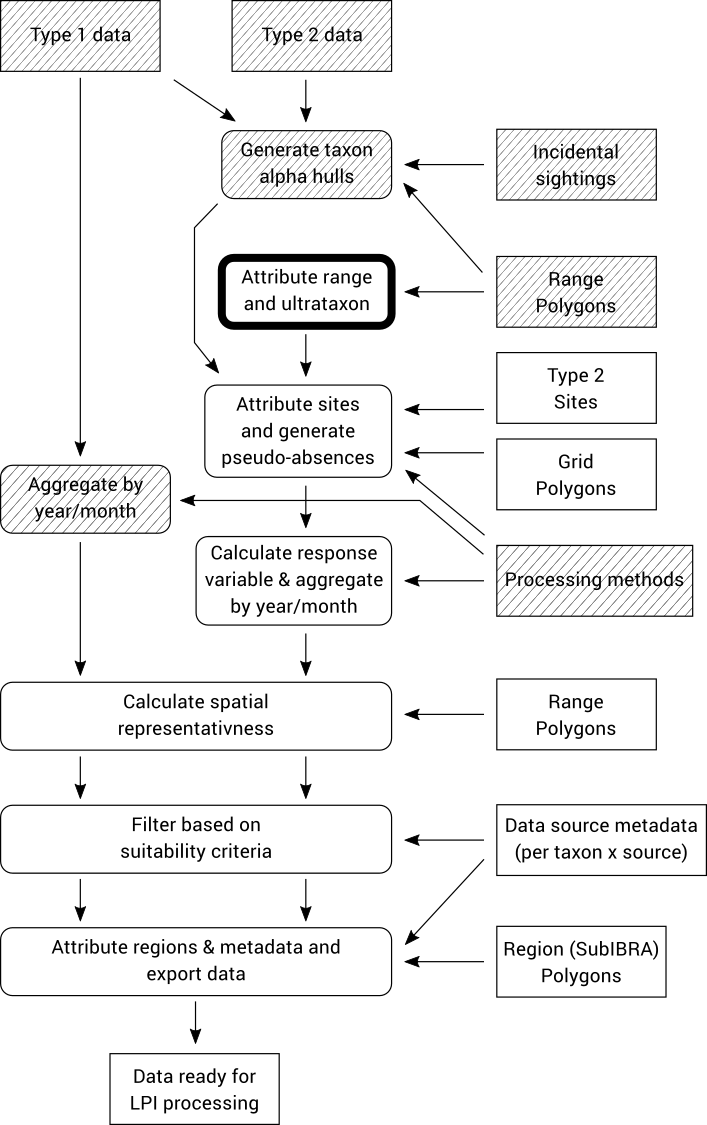 Type 1 data
Type 2 data
Generate taxon
alpha hulls
Incidental
sightings
Attribute range
and ultrataxon
Range
Polygons
Attribute sites
and generate
pseudo-absences
Type 2
Sites
Grid
Polygons
Aggregate by
year/month
Calculate response
variable & aggregate
by year/month
Processing methods
Calculate spatial
representativness
Range
Polygons
Filter based on
suitability criteria
Data source metadata
(per taxon x source)
Attribute regions & metadata and
export data
Region (SubIBRA)
Polygons
Data ready for
LPI processing